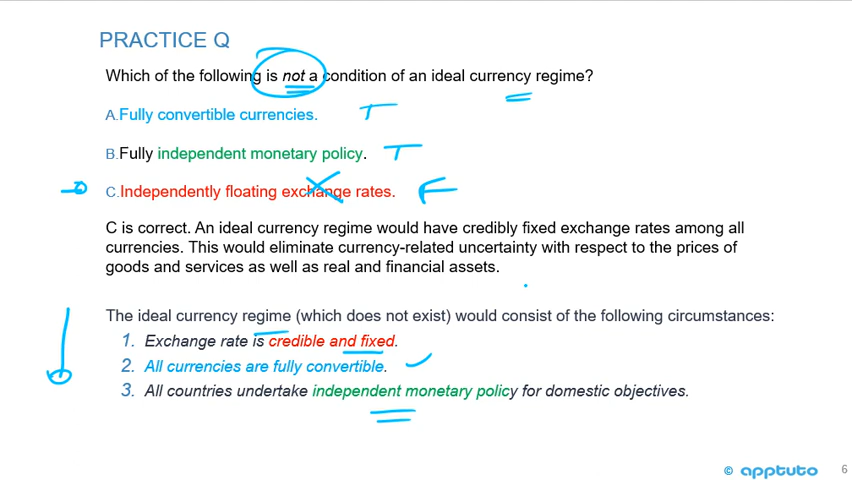 PRACTICE Q
Which of the following is not a condition of an ideal currency regime?
A.Fully convertible currencies. T
B.Fully independent monetary policy. T
C.Independently floating exchange rates. F
C is correct. An ideal currency regime would have credibly fixed exchange rates among all
currencies. This would eliminate currency-related uncertainty with respect to the prices of
goods and services as well as real and financial assets.
The ideal currency regime (which does not exist) would consist of the following circumstances:
1. Exchange rate is credible and fixed.
2. All currencies are fully convertible.
3. All countries undertake independent monetary policy for domestic objectives.
© apptuto 6